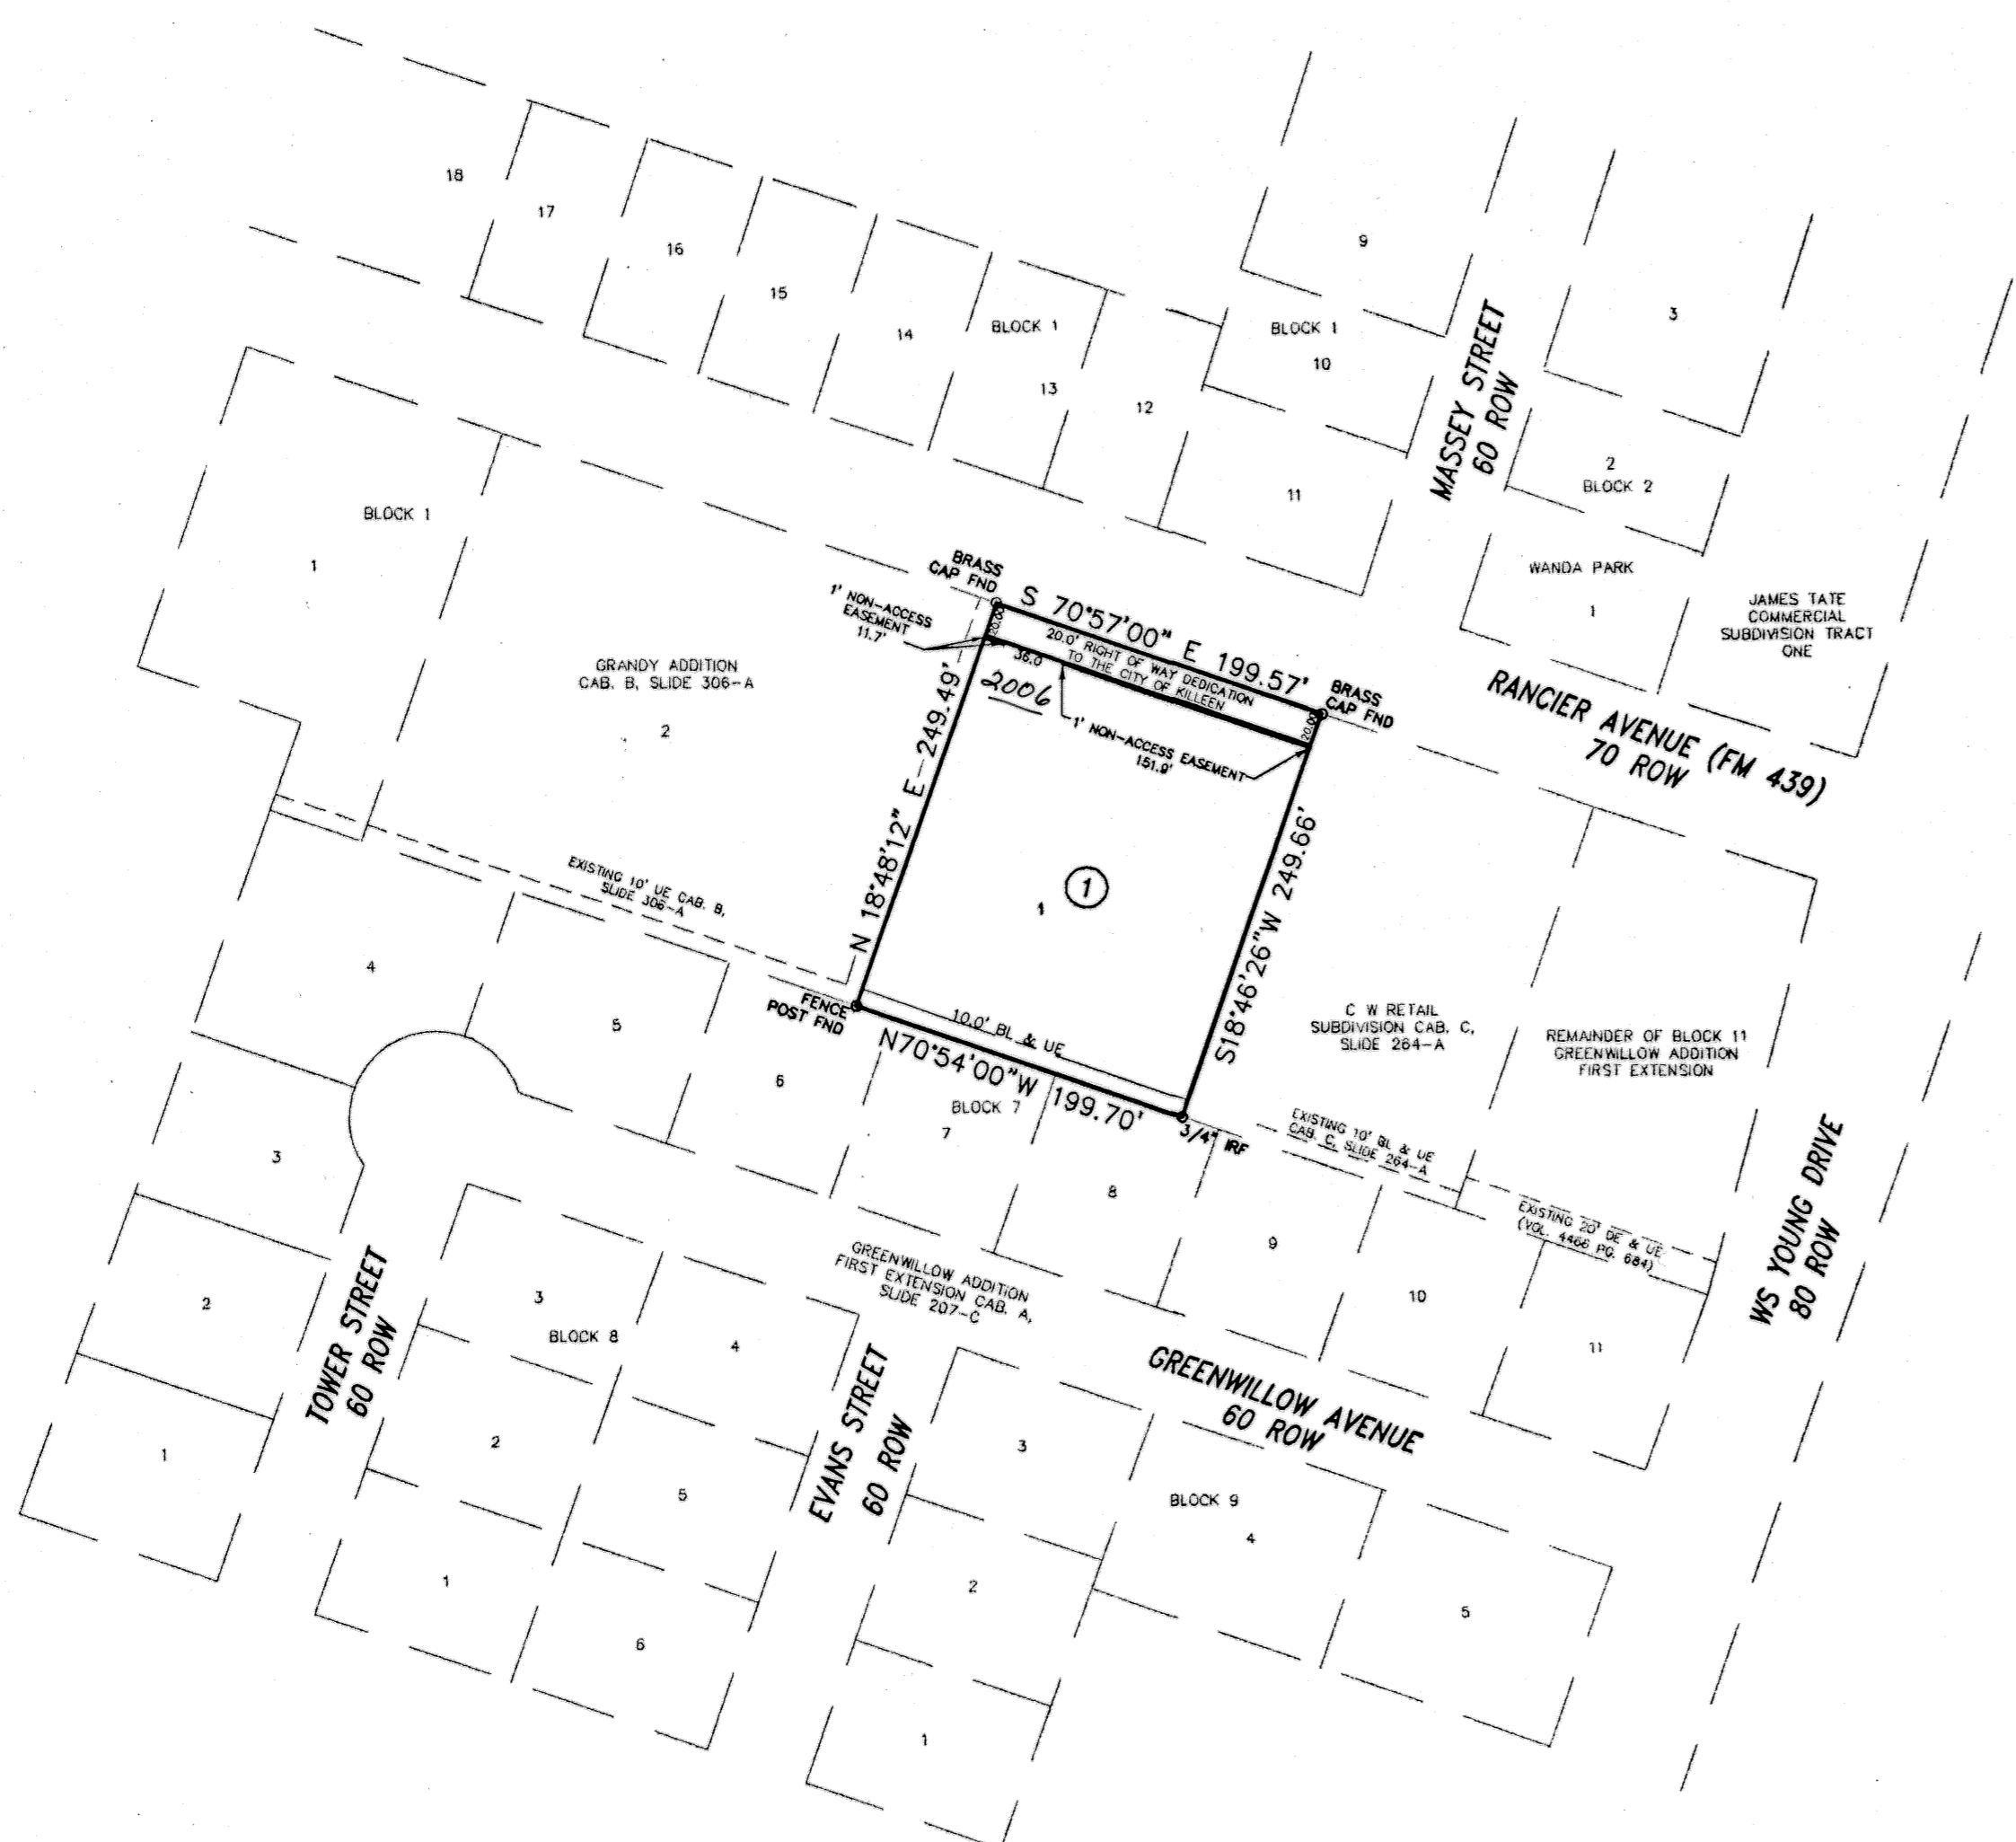 18
17
16
15
14
BLOCK 1
13
12
9
BLOCK 1
10
11
MASSEY STREET
60 ROW
3
2
BLOCK 2
WANDA PARK
1
JAMES TATE
COMMERCIAL
SUBDIVISION TRACT
ONE
RANCIER AVENUE (FM 439)
70 ROW
BLOCK 1
1
GRANDY ADDITION
CAB. B, SLIDE 306-A
2
EXISTING 10' UE CAB. B,
SLIDE 306-A
BRASS
CAP FND
1' NON-ACCESS
EASEMENT
11.7'
S 70°57'00" E 199.57'
20.00
20.0' RIGHT OF WAY DEDICATION
TO THE CITY OF KILLEEN
36.0
2006
BRASS
CAP FND
20.00
1' NON-ACCESS EASEMENT
151.9'
N 18°48'12" E 249.49'
1
1
S18°46'26"W 249.66'
10.0' BL & UE
N70°54'00"W 199.70'
FENCE
POST FND
3/4" IRF
C W RETAIL
SUBDIVISION CAB. C,
SLIDE 264-A
REMAINDER OF BLOCK 11
GREENWILLOW ADDITION
FIRST EXTENSION
EXISTING 10' BL & UE
CAB. C, SLIDE 264-A
EXISTING 20' DE & UE
(VOL. 4466 PG. 684)
WS YOUNG DRIVE
80 ROW
4
5
6
BLOCK 7
7
8
9
10
11
3
2
1
TOWER STREET
60 ROW
GREENWILLOW ADDITION
FIRST EXTENSION CAB. A,
SLIDE 207-C
GREENWILLOW AVENUE
60 ROW
3
BLOCK 8
4
2
5
1
6
EVANS STREET
60 ROW
3
BLOCK 9
4
2
5
1